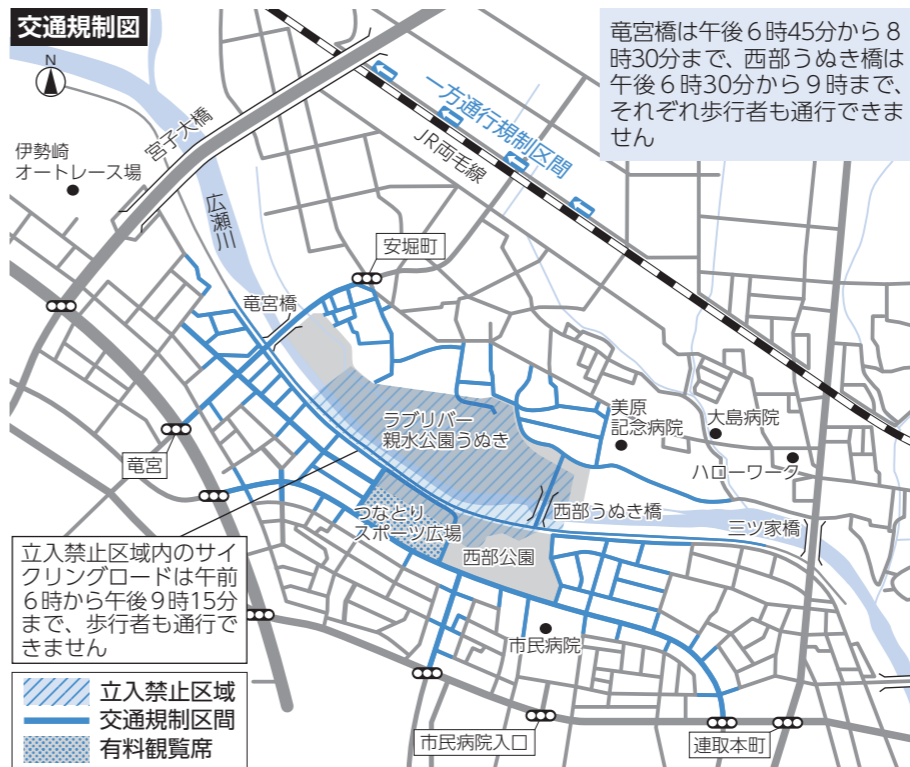 交通規制図
竜宮橋は午後6時45分から8
時30分まで、西部うぬき橋は
午後6時30分から9時まで、
それぞれ歩行者も通行できま
せん
N
宮子大橋
一方通行規制区間
JR両毛線
伊勢崎
オートレース場
広瀬川
安堀町
竜宮橋
ラブリバー
親水公園うぬき
美原
記念病院
大島病院
ハローワーク
竜宮
つなとり
スポーツ広場
西部うぬき橋
三ツ家橋
西部公園
立入禁止区域内のサイ
クリングロードは午前
6時から午後9時15分
まで、歩行者も通行で
きません
市民病院
立入禁止区域
交通規制区間
有料観覧席
市民病院入口
連取本町